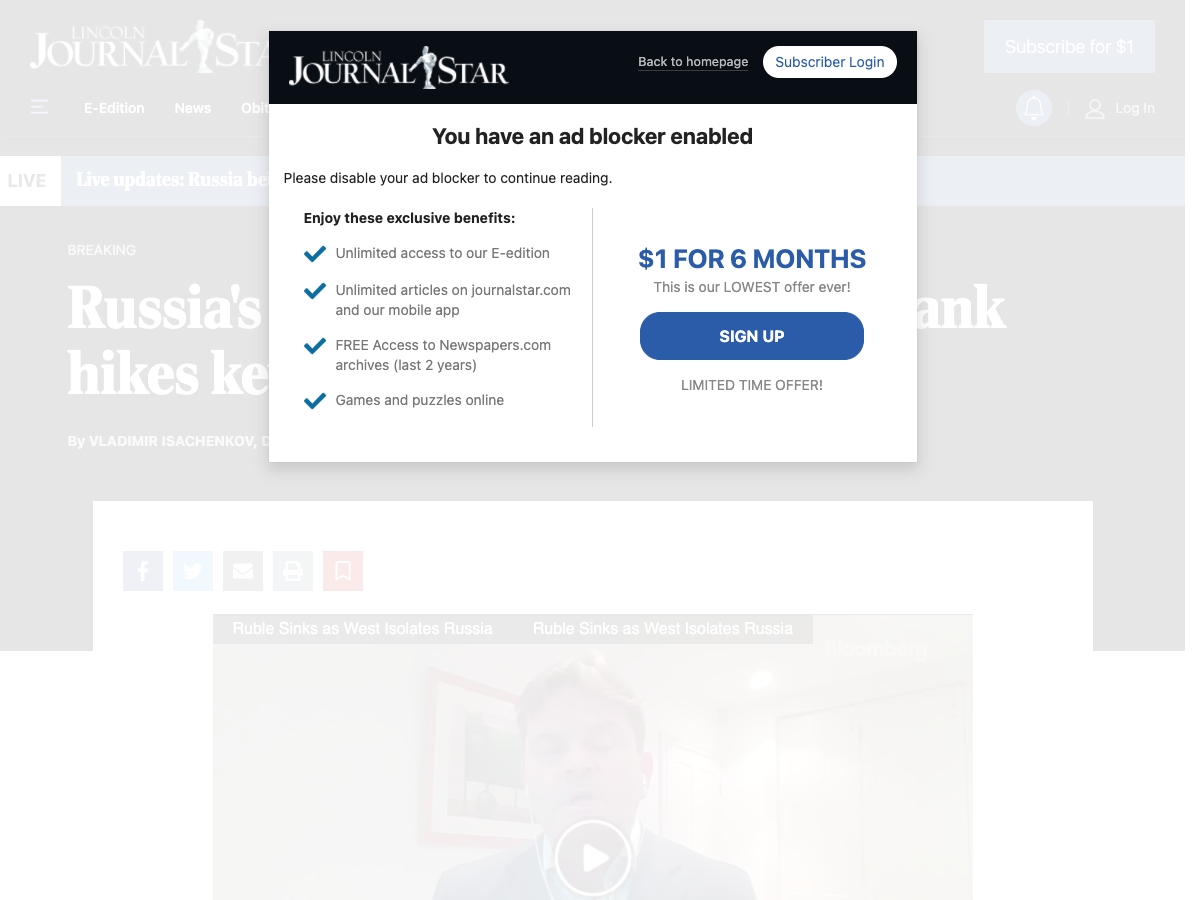 LINCOLN
JOURNAL STAR
Subscribe for $1
E-Edition
News
Obit
Log In
LIVE
Live updates: Russia be
BREAKING
Russia's
ank
hikes ke
By VLADIMIR ISACHENKOV, D
LINCOLN
JOURNAL STAR
Back to homepage
Subscriber Login
You have an ad blocker enabled
Please disable your ad blocker to continue reading.
Enjoy these exclusive benefits:
Unlimited access to our E-edition
Unlimited articles on journalstar.com
and our mobile app
FREE Access to Newspapers.com
archives (last 2 years)
Games and puzzles online
$1 FOR 6 MONTHS
This is our LOWEST offer ever!
SIGN UP
LIMITED TIME OFFER!
Ruble Sinks as West Isolates Russia
Ruble Sinks as West Isolates Russia
Bloomberg